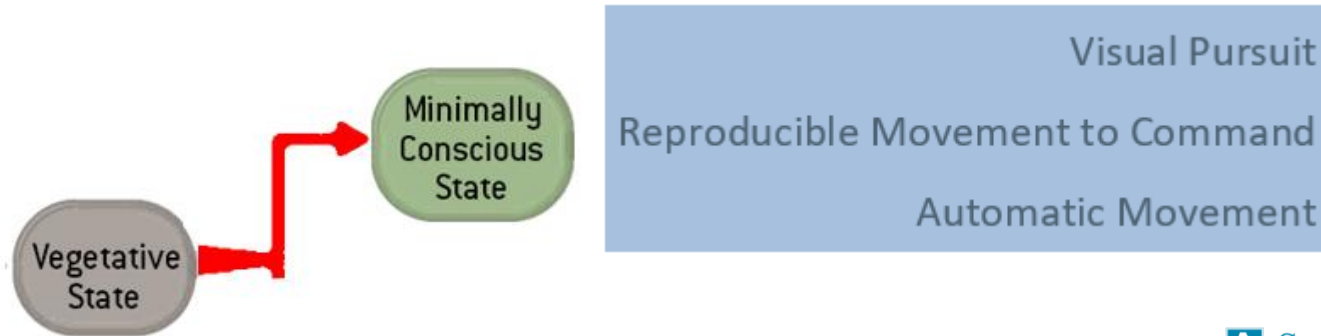 Minimally
Conscious
State
Vegetative
State
Visual Pursuit
Reproducible Movement to Command
Automatic Movement